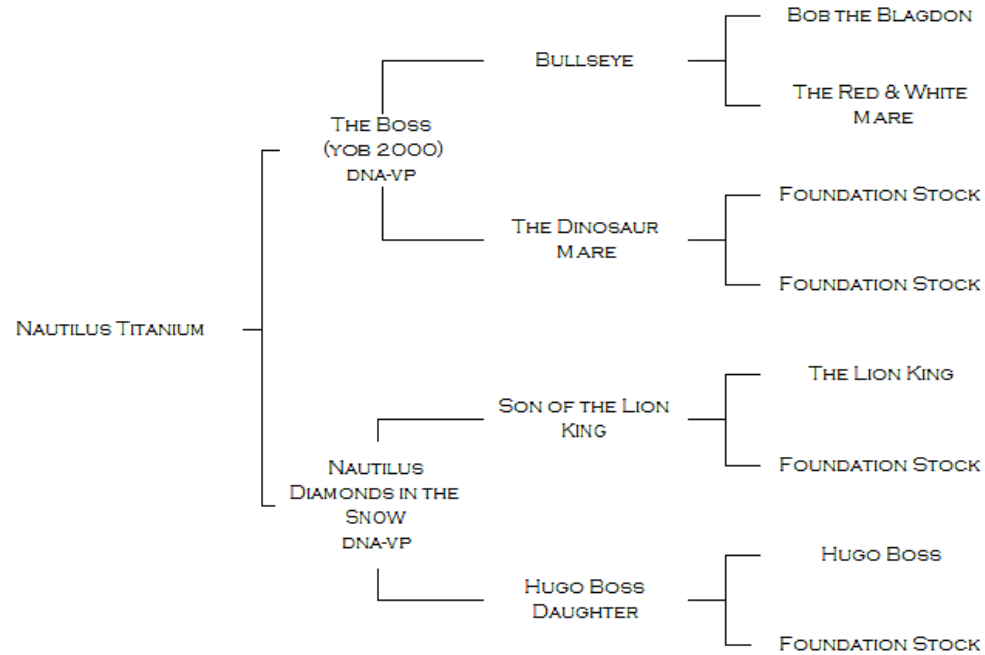 Bob the Blagdon
Bullseye
The Red & White
Mare
The Boss
(yob 2000)
DNA-VP
Foundation Stock
The Dinosaur
Mare
Foundation Stock
Nautilus Titanium
The Lion King
Son of the Lion
King
Foundation Stock
Nautilus
Diamonds in the
Snow
DNA-VP
Hugo Boss
Hugo Boss
Daughter
Foundation Stock